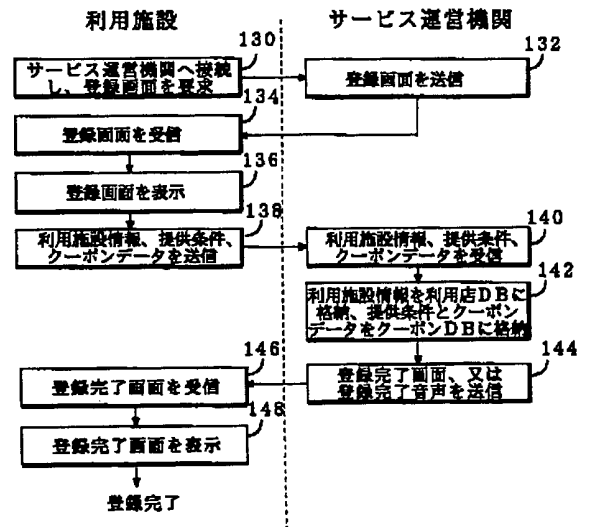 利用施設
サービス運営機関
130
サービス運営機関へ接続
し、登録画面を要求
132
登録画面を送信
134
登録画面を受信
136
登録画面を表示
138
利用施設情報、提供条件、
クーポンデータを送信
140
利用施設情報、提供条件、
クーポンデータを受信
142
利用施設情報を利用店DBに
格納、提供条件とクーポン
データをクーポンDBに格納
144
登録完了画面、又は
登録完了音声を送信
146
登録完了画面を受信
148
登録完了画面を表示
登録完了